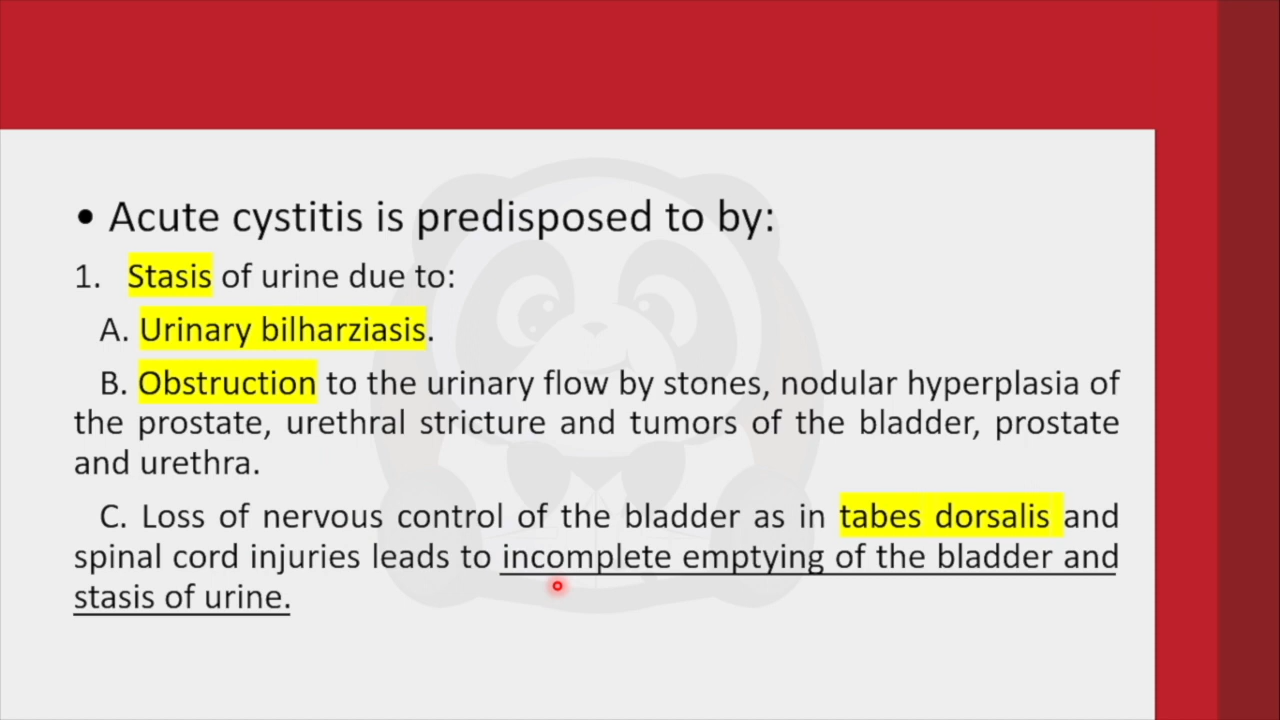 • Acute cystitis is predisposed to by:
1. Stasis of urine due to:
A. Urinary bilharziasis.
B. Obstruction to the urinary flow by stones, nodular hyperplasia of
the prostate, urethral stricture and tumors of the bladder, prostate
and urethra.
C. Loss of nervous control of the bladder as in tabes dorsalis and
spinal cord injuries leads to incomplete emptying of the bladder and
stasis of urine.